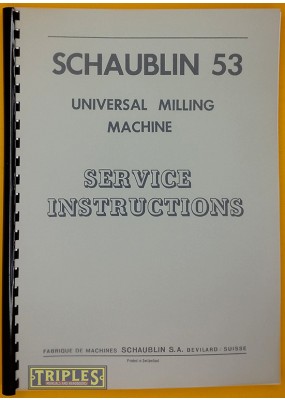 SCHAUBLIN 53
UNIVERSAL MILLING
MACHINE
SERVICE
INSTRUCTIONS
FABRIQUE DE MACHINES SCHAUBLIN S.A. BEVILARD - SUISSE
Printed in Switzerland
TRIPLES